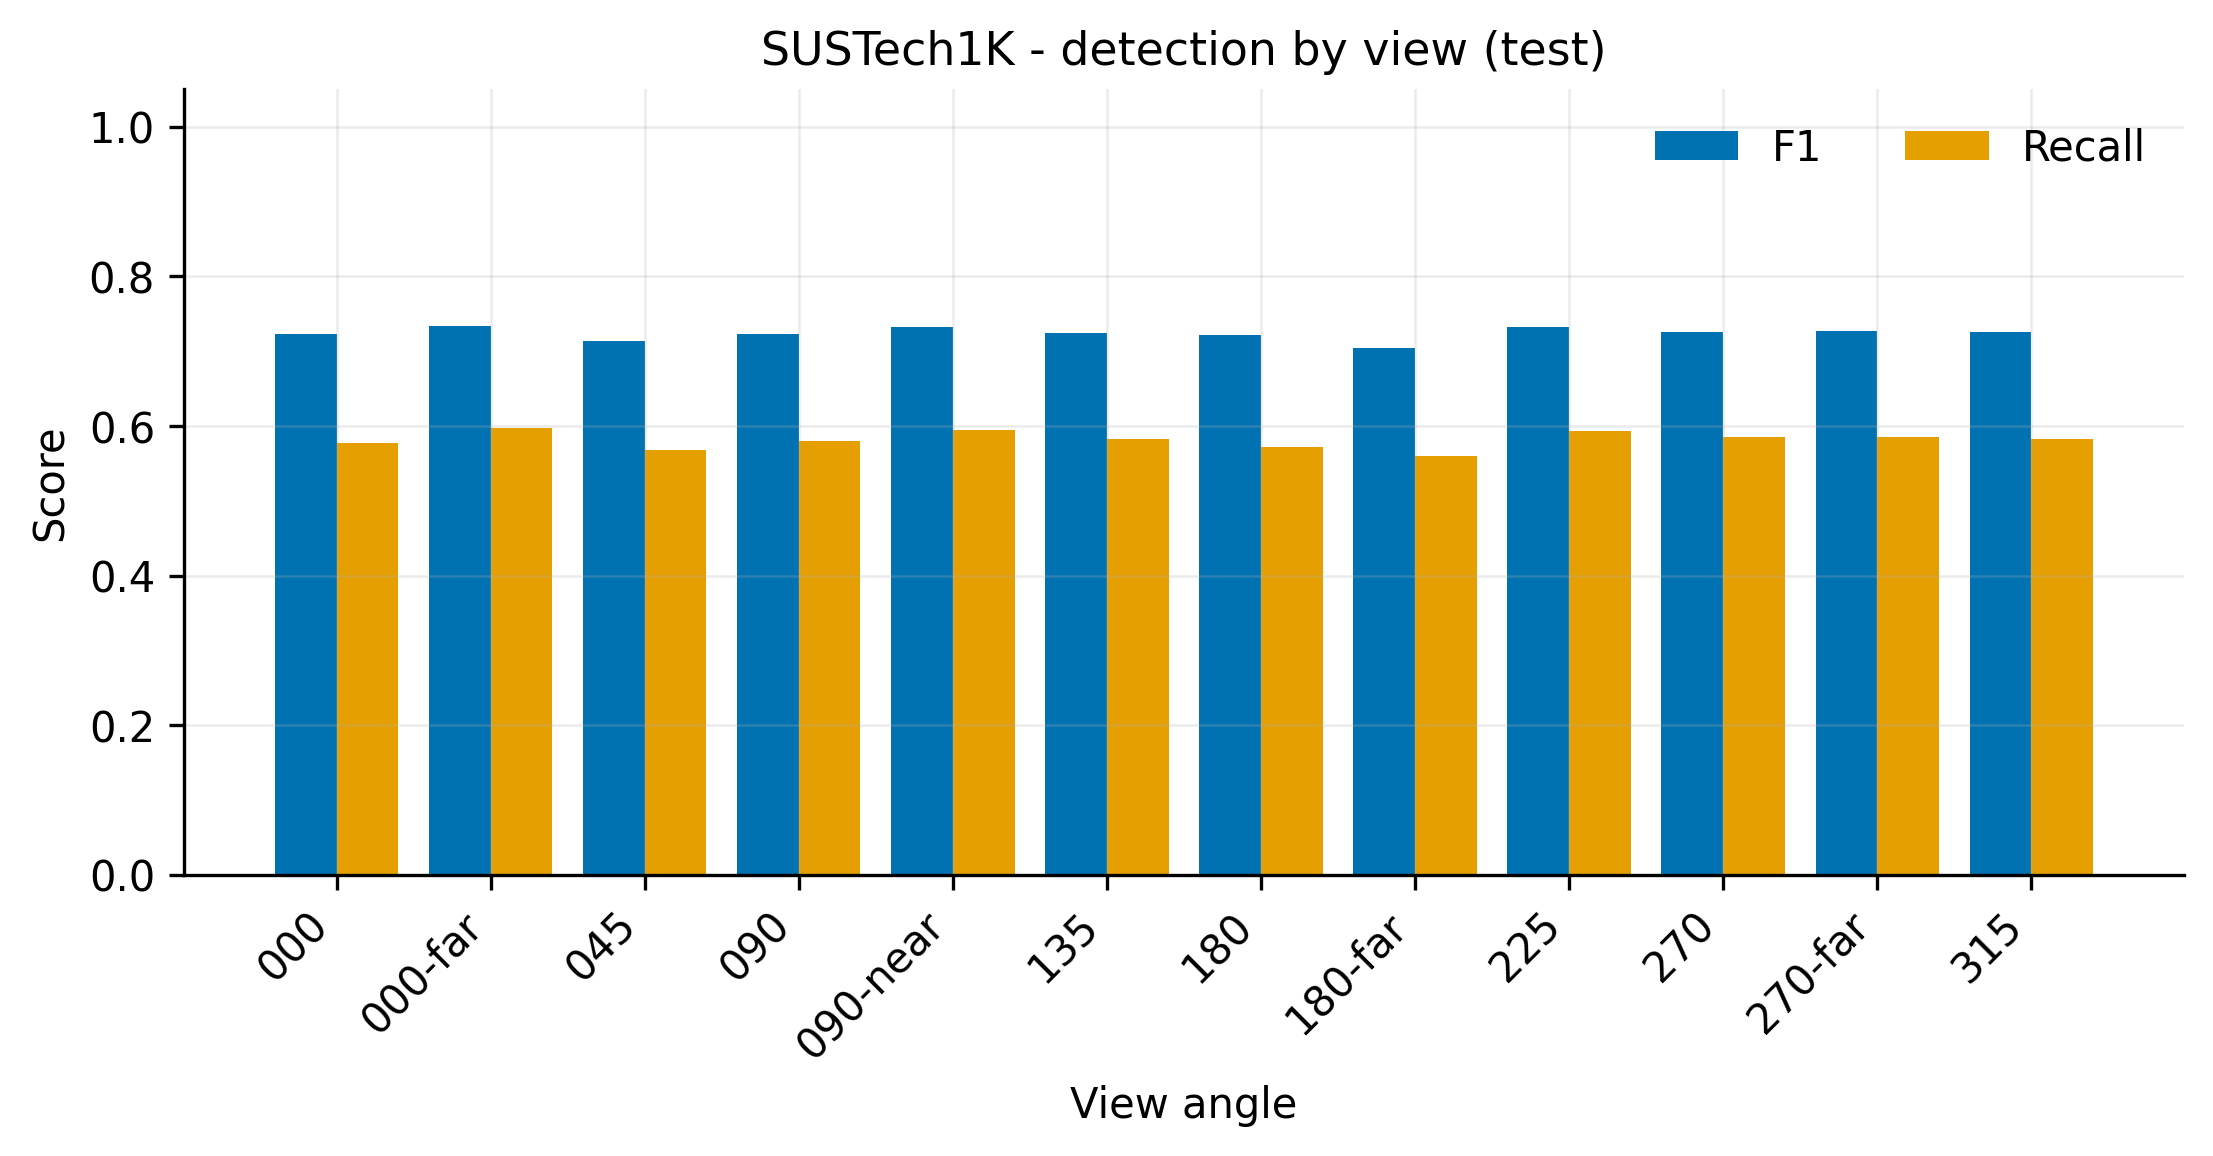 SUSTech1K - detection by view (test)
F1 Recall
1.0
0.8
0.6
0.4
0.2
0.0
Score
000 000-far 045 090 090-near 135 180 180-far 225 270 270-far 315
View angle